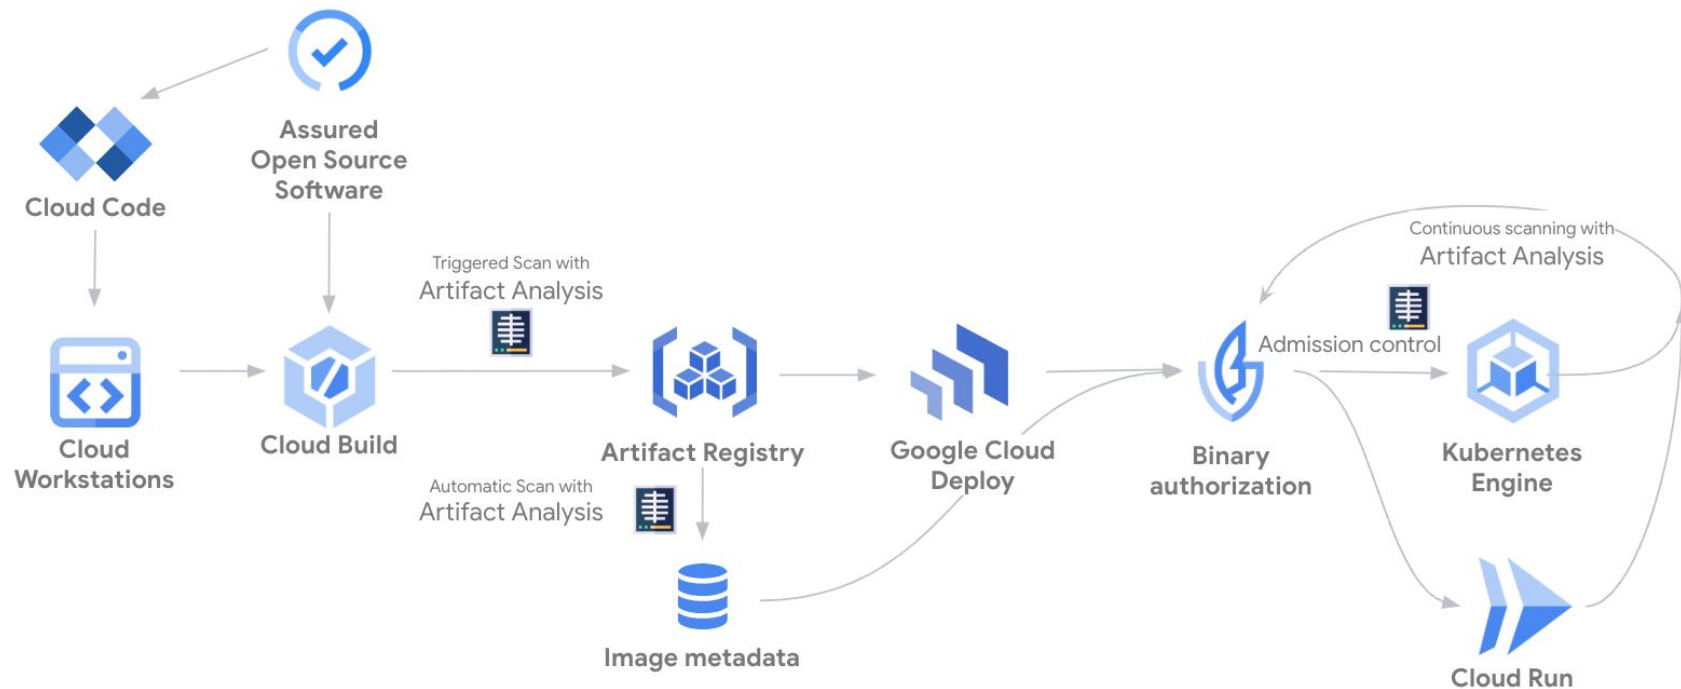 Assured
Open Source
Software
Cloud Code
Triggered Scan with
Artifact Analysis
Continuous scanning with
Artifact Analysis
Admission control
Cloud
Workstations
Cloud Build
Artifact Registry
Google Cloud
Deploy
Binary
authorization
Kubernetes
Engine
Automatic Scan with
Artifact Analysis
Image metadata
Cloud Run